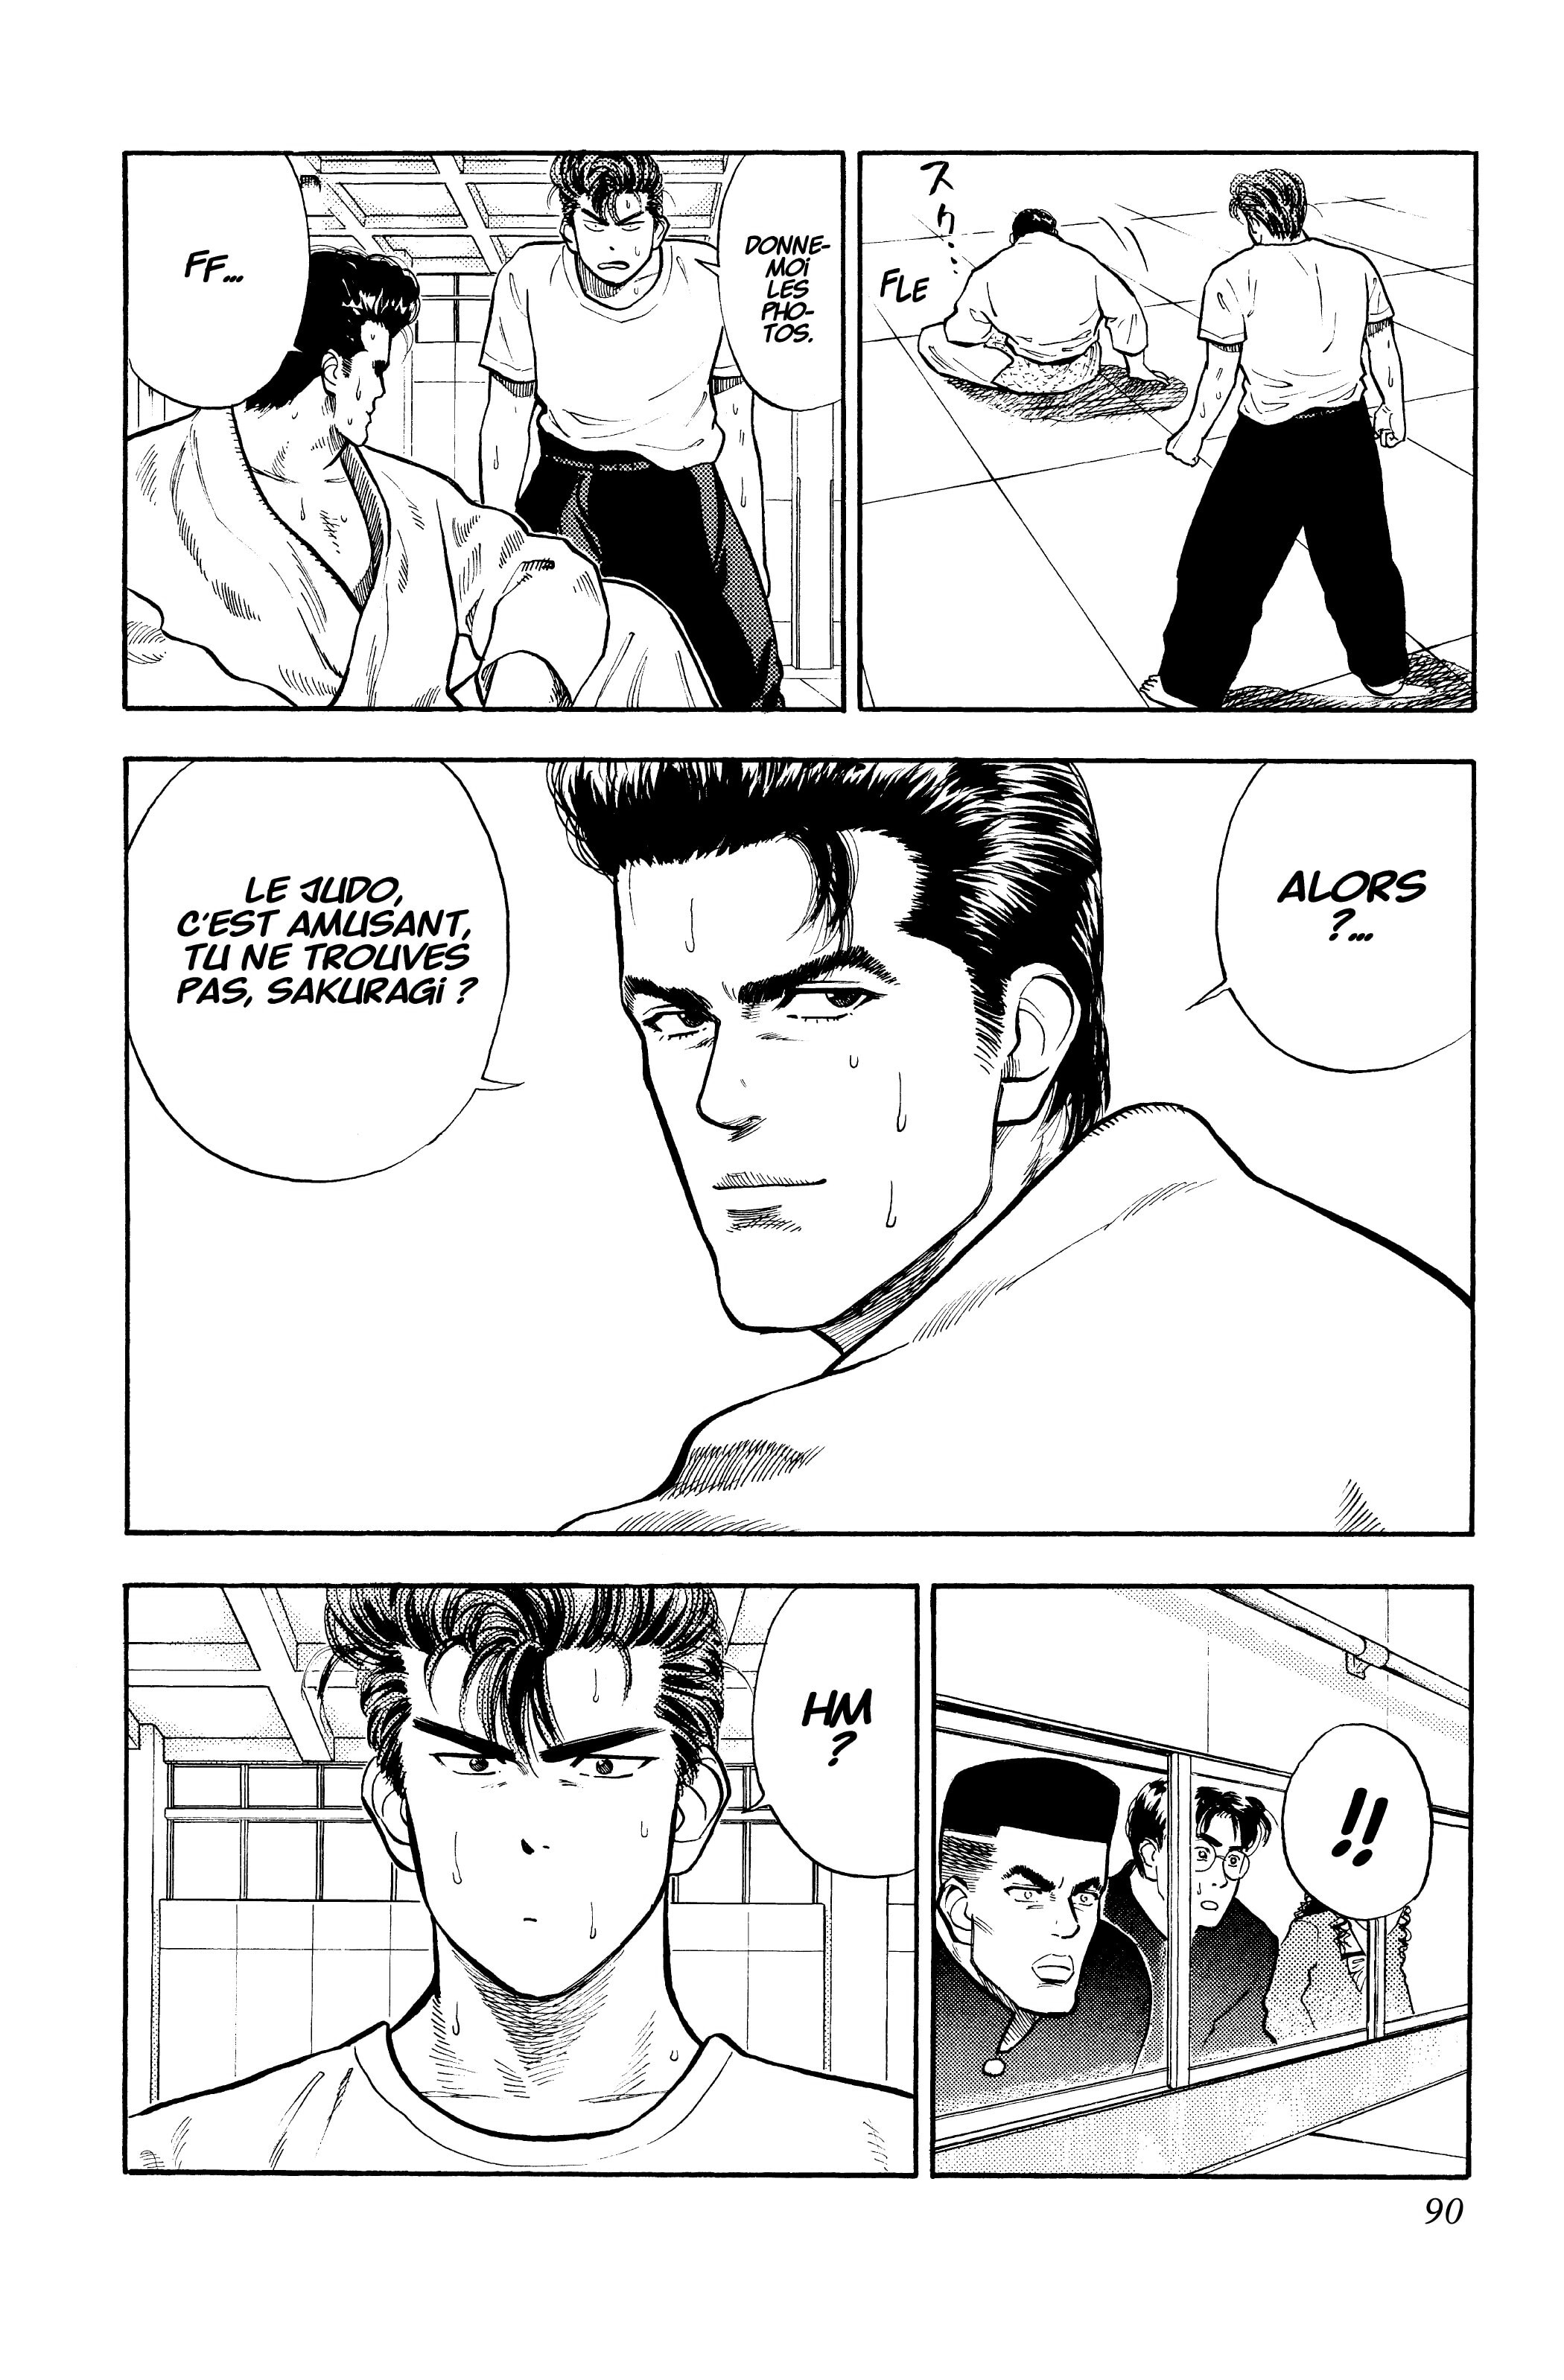 スク…
FLE
DONNE-
MOI
LES
PHO-
TOS.
FF...
ALORS
?...
LE JUDO,
C'EST AMUSANT,
TU NE TROUVES
PAS, SAKURAGI ?
!!
HM
?
90